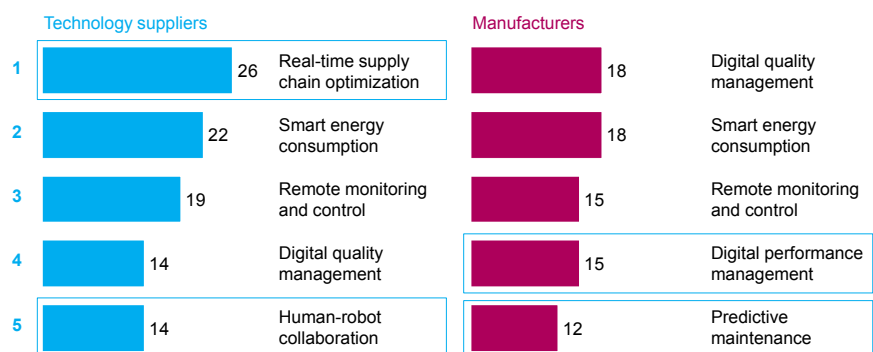 Technology suppliers
Manufacturers
1
26
Real-time supply
chain optimization
18
Digital quality
management
2
22
Smart energy
consumption
18
Smart energy
consumption
3
19
Remote monitoring
and control
15
Remote monitoring
and control
4
14
Digital quality
management
15
Digital performance
management
5
14
Human-robot
collaboration
12
Predictive
maintenance